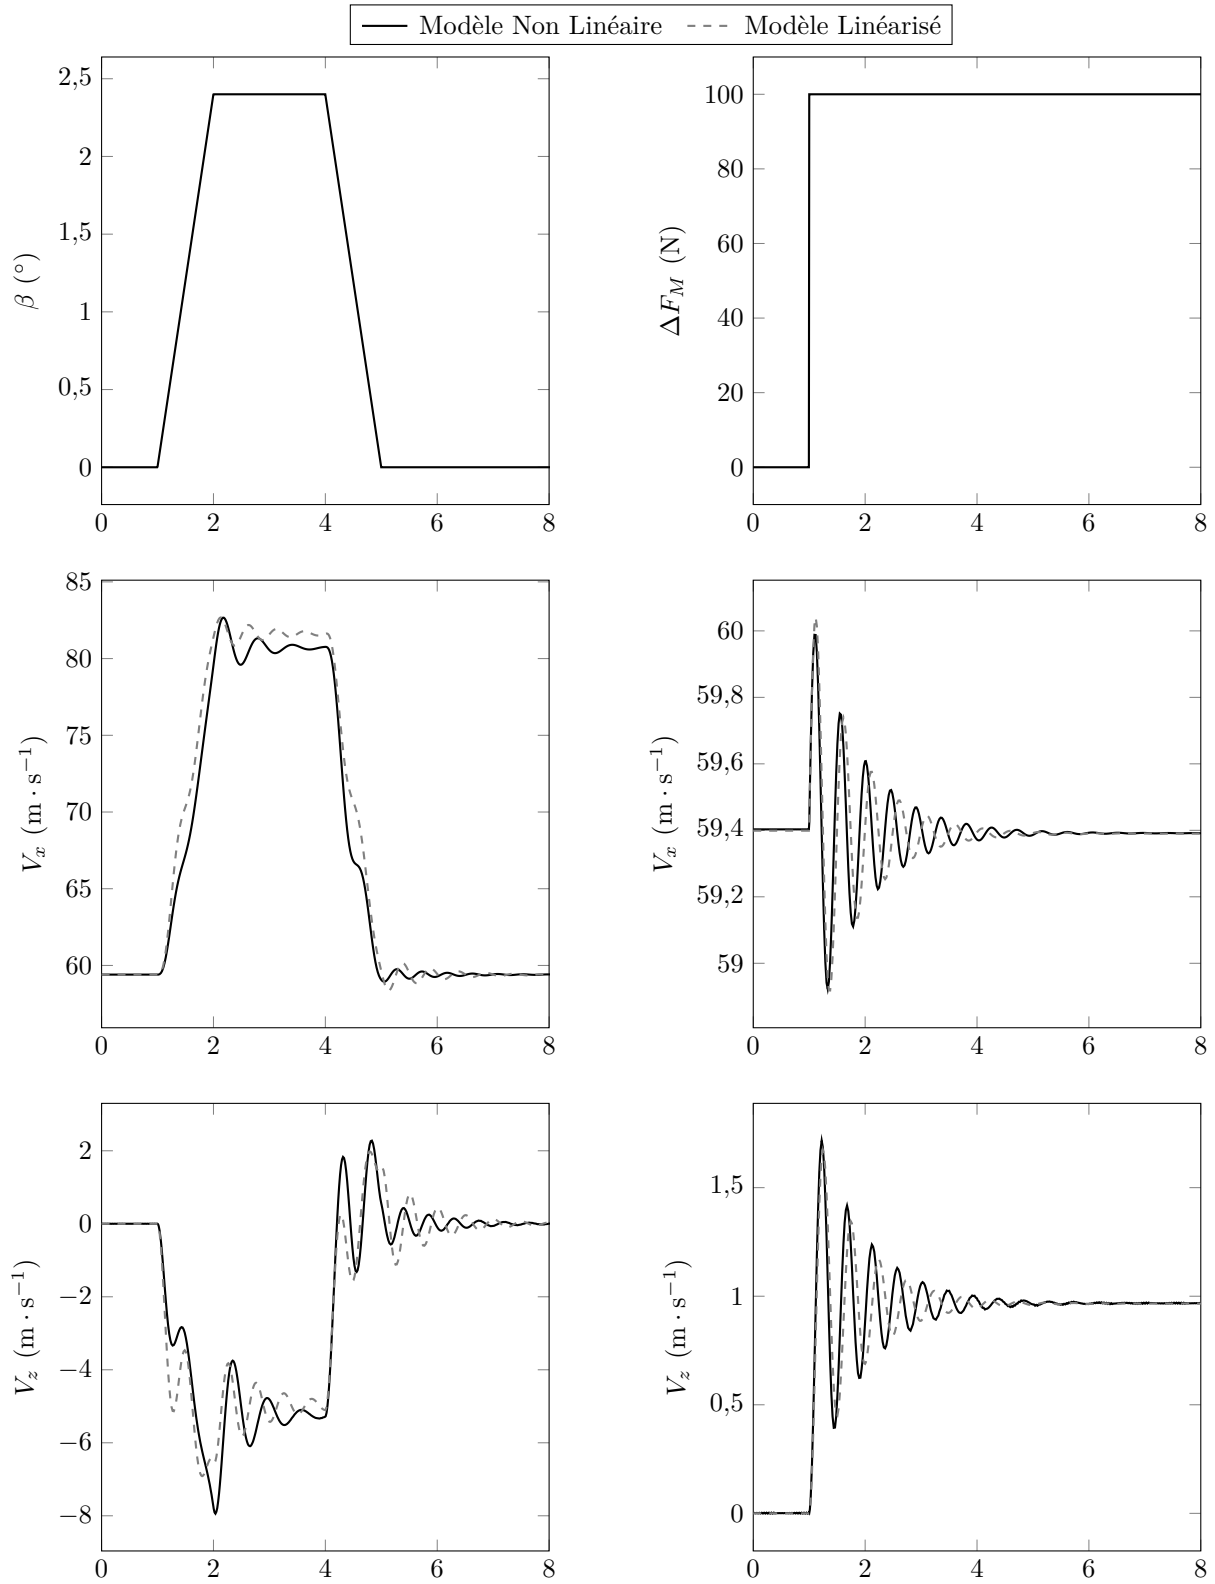 Modèle Non Linéaire Modèle Linéarisé
2,5
2
1,5
1
0,5
0
β (°)
0 2 4 6 8
100
80
60
40
20
0
ΔF_M (N)
0 2 4 6 8
85
80
75
70
65
60
V_x (m · s⁻¹)
0 2 4 6 8
60
59,8
59,6
59,4
59,2
59
V_x (m · s⁻¹)
0 2 4 6 8
2
0
−2
−4
−6
−8
V_z (m · s⁻¹)
0 2 4 6 8
1,5
1
0,5
0
V_z (m · s⁻¹)
0 2 4 6 8